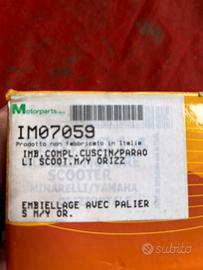 Motorparts
IM07059
Prodotto non fabbricato in Italia
IMB.COMPL.CUSCIN/PARAO
LI SCOOT.M/Y ORIZZ
SCOOTER
MINARELLI/YAMAHA
EMBIELLAGE AVEC PALIER
S M/Y OR.
subito